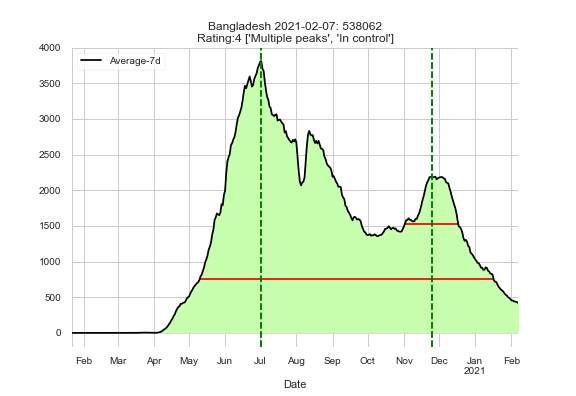 Bangladesh 2021-02-07: 538062
Rating:4 ['Multiple peaks', 'In control']
Average-7d
4000
3500
3000
2500
2000
1500
1000
500
0
Feb Mar Apr May Jun Jul Aug Sep Oct Nov Dec Jan Feb
2021
Date